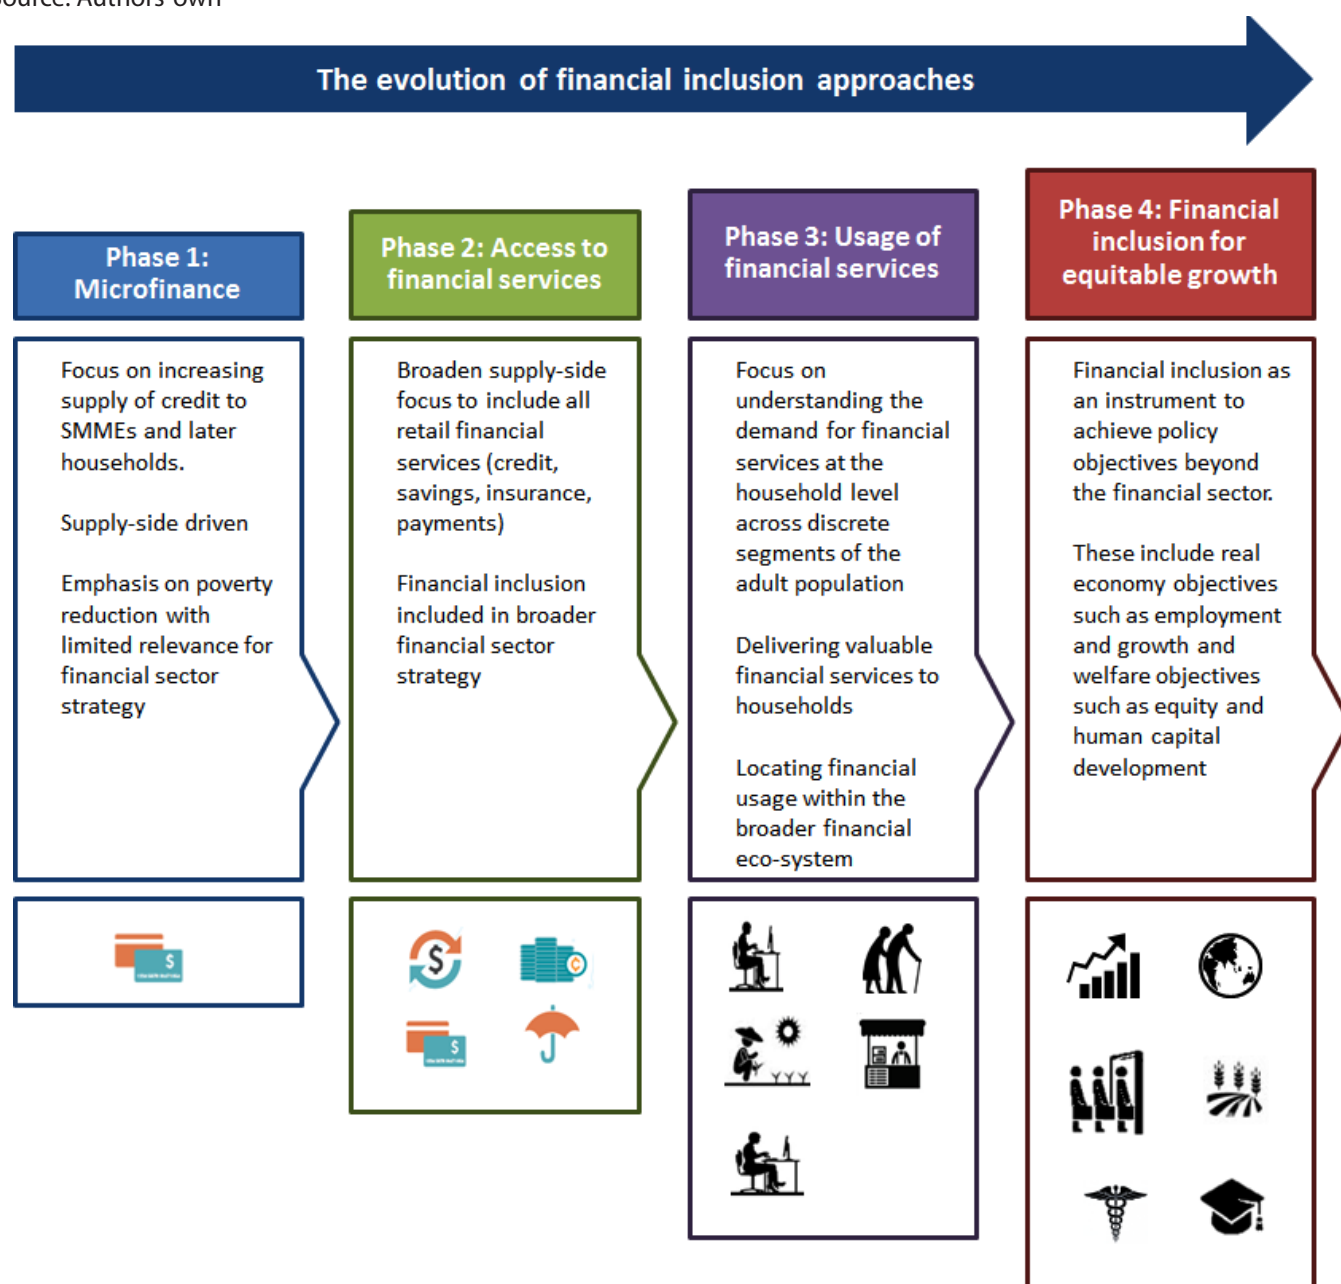 Source: Authors' own
The evolution of financial inclusion approaches
Phase 1:
Microfinance
Focus on increasing
supply of credit to
SMMEs and later
households.
Supply-side driven
Emphasis on poverty
reduction with
limited relevance for
financial sector
strategy
$
Phase 2: Access to
financial services
Broaden supply-side
focus to include all
retail financial
services (credit,
savings, insurance,
payments)
Financial inclusion
included in broader
financial sector
strategy
$
¢
$
Phase 3: Usage of
financial services
Focus on
understanding the
demand for financial
services at the
household level
across discrete
segments of the
adult population
Delivering valuable
financial services to
households
Locating financial
usage within the
broader financial
eco-system
Phase 4: Financial
inclusion for
equitable growth
Financial inclusion as
an instrument to
achieve policy
objectives beyond
the financial sector.
These include real
economy objectives
such as employment
and growth and
welfare objectives
such as equity and
human capital
development